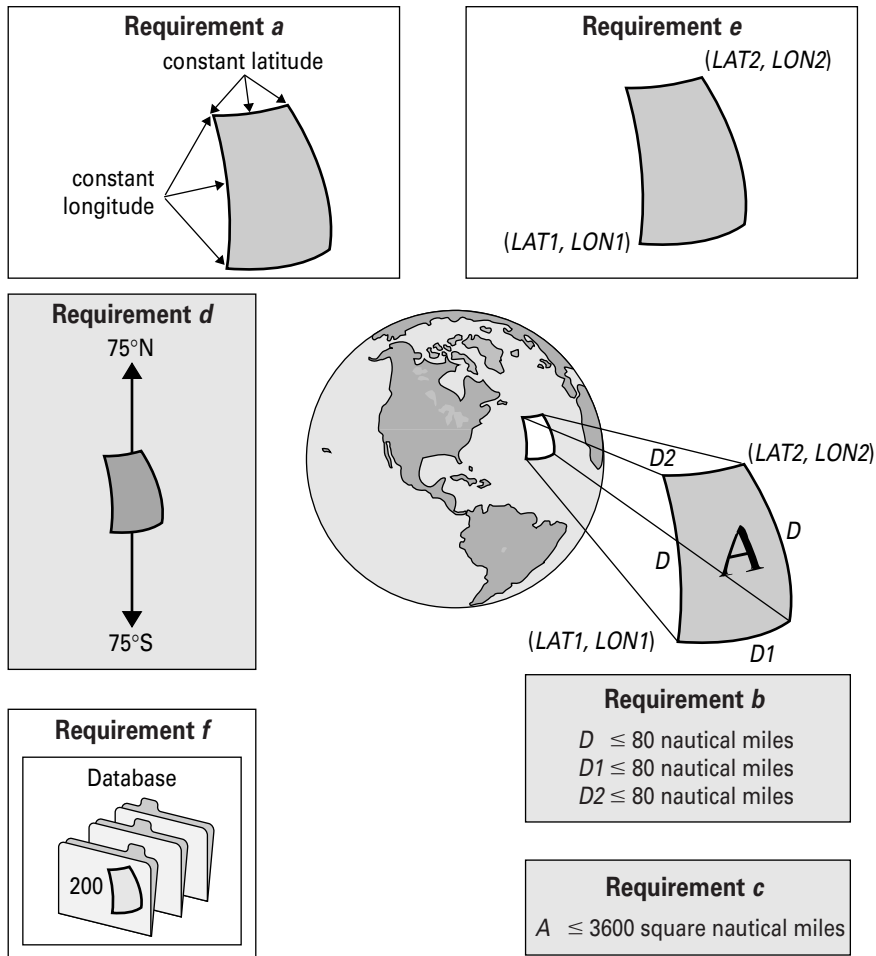 Requirement a
constant latitude
constant
longitude
Requirement e
(LAT2, LON2)
(LAT1, LON1)
Requirement d
75°N
75°S
D2
(LAT2, LON2)
D
A
D
(LAT1, LON1)
D1
Requirement b
D ≤ 80 nautical miles
D1 ≤ 80 nautical miles
D2 ≤ 80 nautical miles
Requirement f
Database
200
Requirement c
A ≤ 3600 square nautical miles